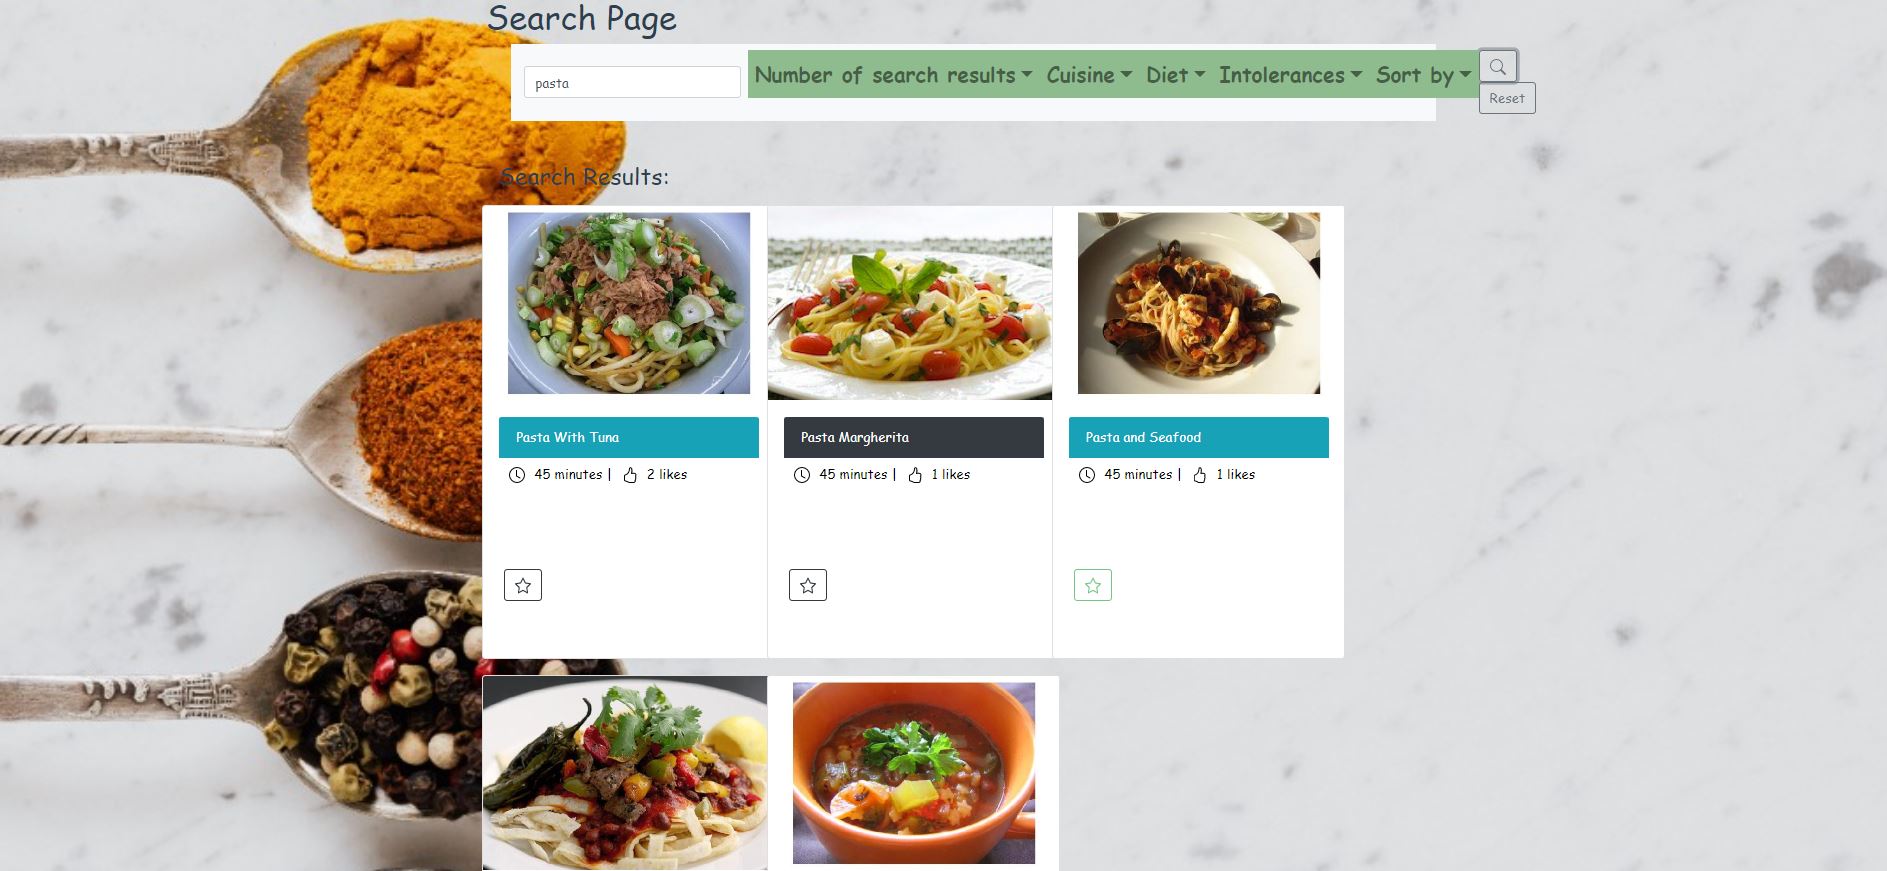 Search Page
pasta
Number of search results Cuisine Diet Intolerances Sort by
Reset
Search Results:
Pasta With Tuna
45 minutes | 2 likes
Pasta Margherita
45 minutes | 1 likes
Pasta and Seafood
45 minutes | 1 likes